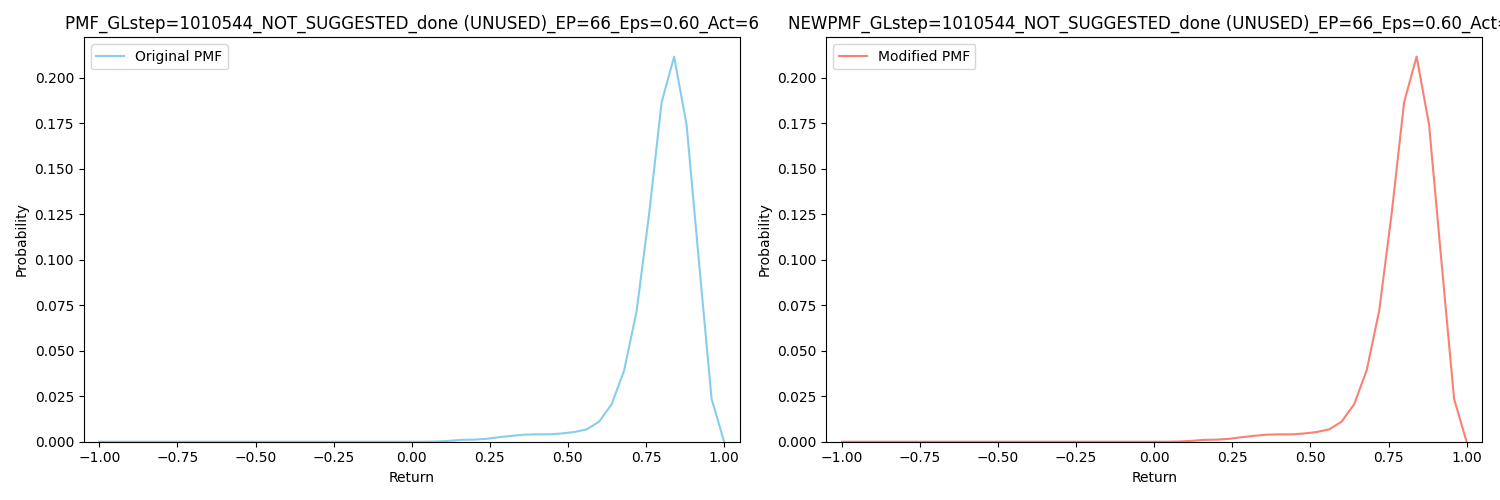 PMF_GLstep=1010544_NOT_SUGGESTED_done (UNUSED)_EP=66_Eps=0.60_Act=6
Original PMF
0.200
0.175
0.150
0.125
0.100
0.075
0.050
0.025
0.000
Probability
−1.00 −0.75 −0.50 −0.25 0.00 0.25 0.50 0.75 1.00
Return
NEWPMF_GLstep=1010544_NOT_SUGGESTED_done (UNUSED)_EP=66_Eps=0.60_Act=
Modified PMF
0.200
0.175
0.150
0.125
0.100
0.075
0.050
0.025
0.000
Probability
−1.00 −0.75 −0.50 −0.25 0.00 0.25 0.50 0.75 1.00
Return